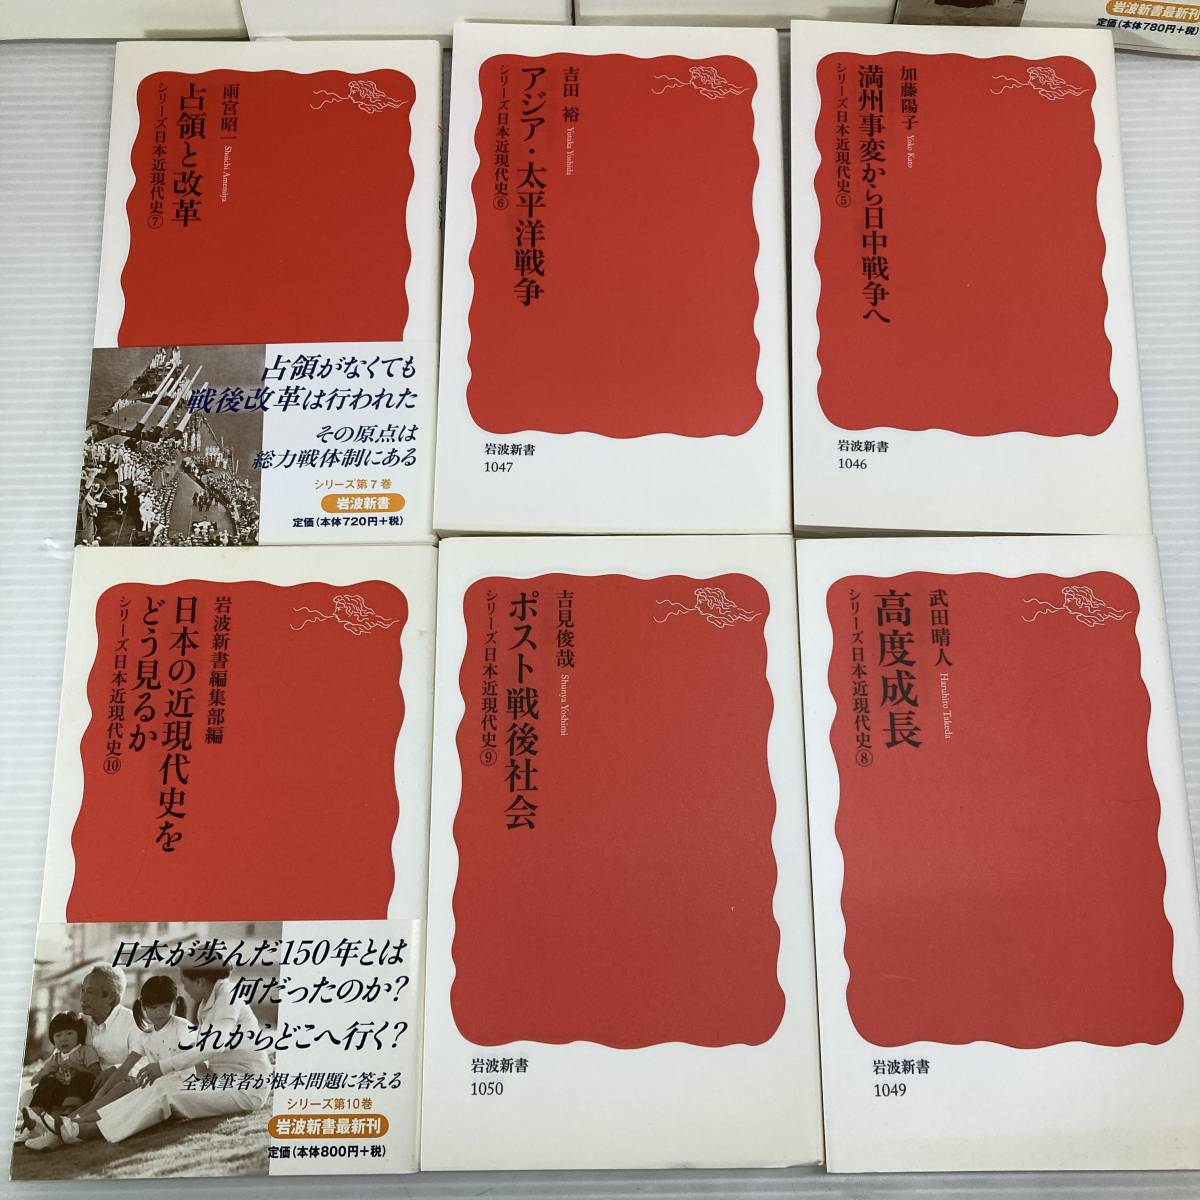 岩波新書最新刊
定価(本体780円+税)
雨宮昭一
Shoichi Amemiya
占領と改革
シリーズ日本近現代史⑦
占領がなくても
戦後改革は行われた
その原点は
総力戦体制にある
シリーズ第7巻
岩波新書
定価(本体720円+税)
吉田 裕
Yutaka Yoshida
アジア・太平洋戦争
シリーズ日本近現代史⑥
岩波新書
1047
加藤陽子
Yoko Kato
満州事変から日中戦争へ
シリーズ日本近現代史⑤
岩波新書
1046
岩波新書編集部編
日本の近現代史を
どう見るか
シリーズ日本近現代史⑩
日本が歩んだ150年とは
何だったのか?
これからどこへ行く?
全執筆者が根本問題に答える
シリーズ第10巻
岩波新書最新刊
定価(本体800円+税)
吉見俊哉
Shunya Yoshimi
ポスト戦後社会
シリーズ日本近現代史⑨
岩波新書
1050
武田晴人
Haruhito Takeda
高度成長
シリーズ日本近現代史⑧
岩波新書
1049